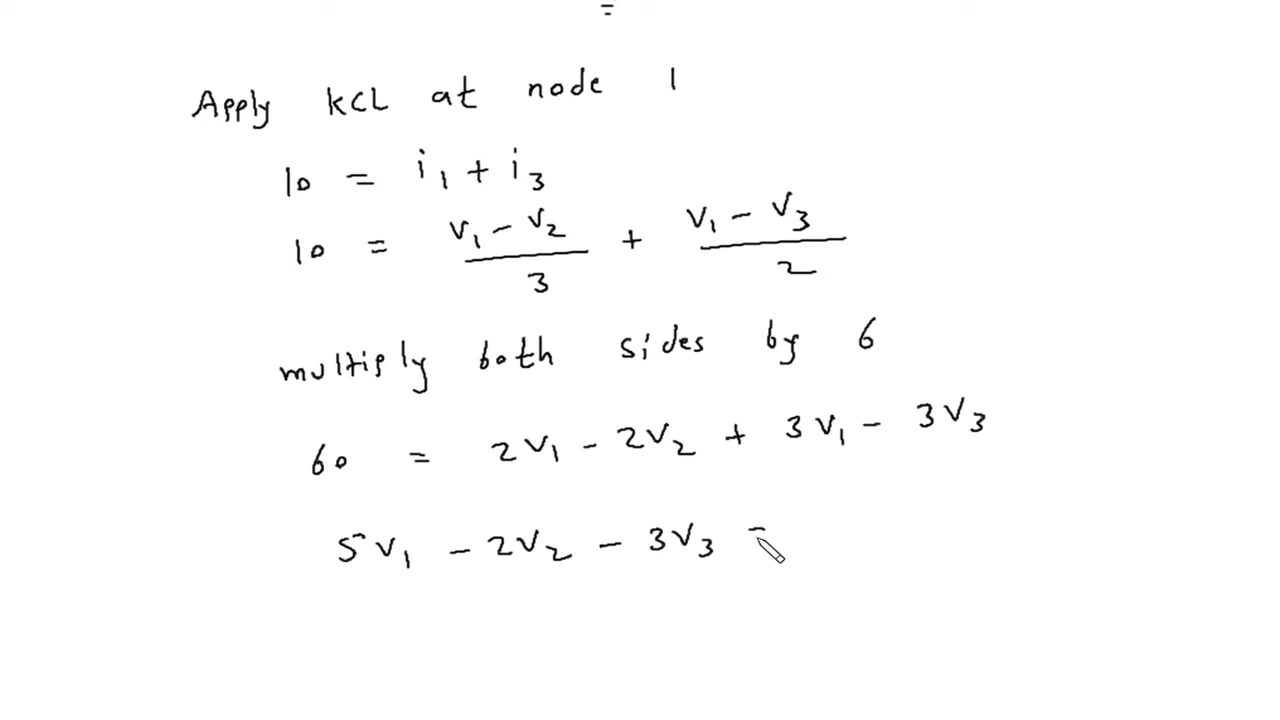 =
Apply KCL at node 1
10 = i₁ + i₃
10 = (V₁ - V₂)/3 + (V₁ - V₃)/2
multiply both sides by 6
60 = 2V₁ - 2V₂ + 3V₁ - 3V₃
5V₁ - 2V₂ - 3V₃ -